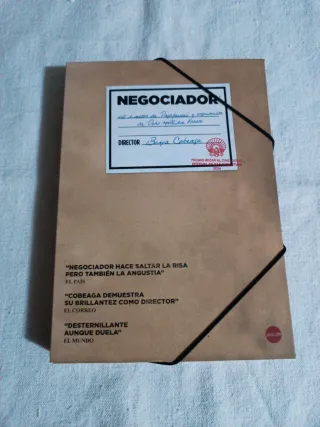 NEGOCIADOR
DIRECTOR Borja Cobeaga
"NEGOCIADOR HACE SALTAR LA RISA
PERO TAMBIÉN LA ANGUSTIA"
EL PAÍS
"COBEAGA DEMUESTRA
SU BRILLANTEZ COMO DIRECTOR"
EL CORREO
"DESTERNILLANTE
AUNQUE DUELA"
EL MUNDO